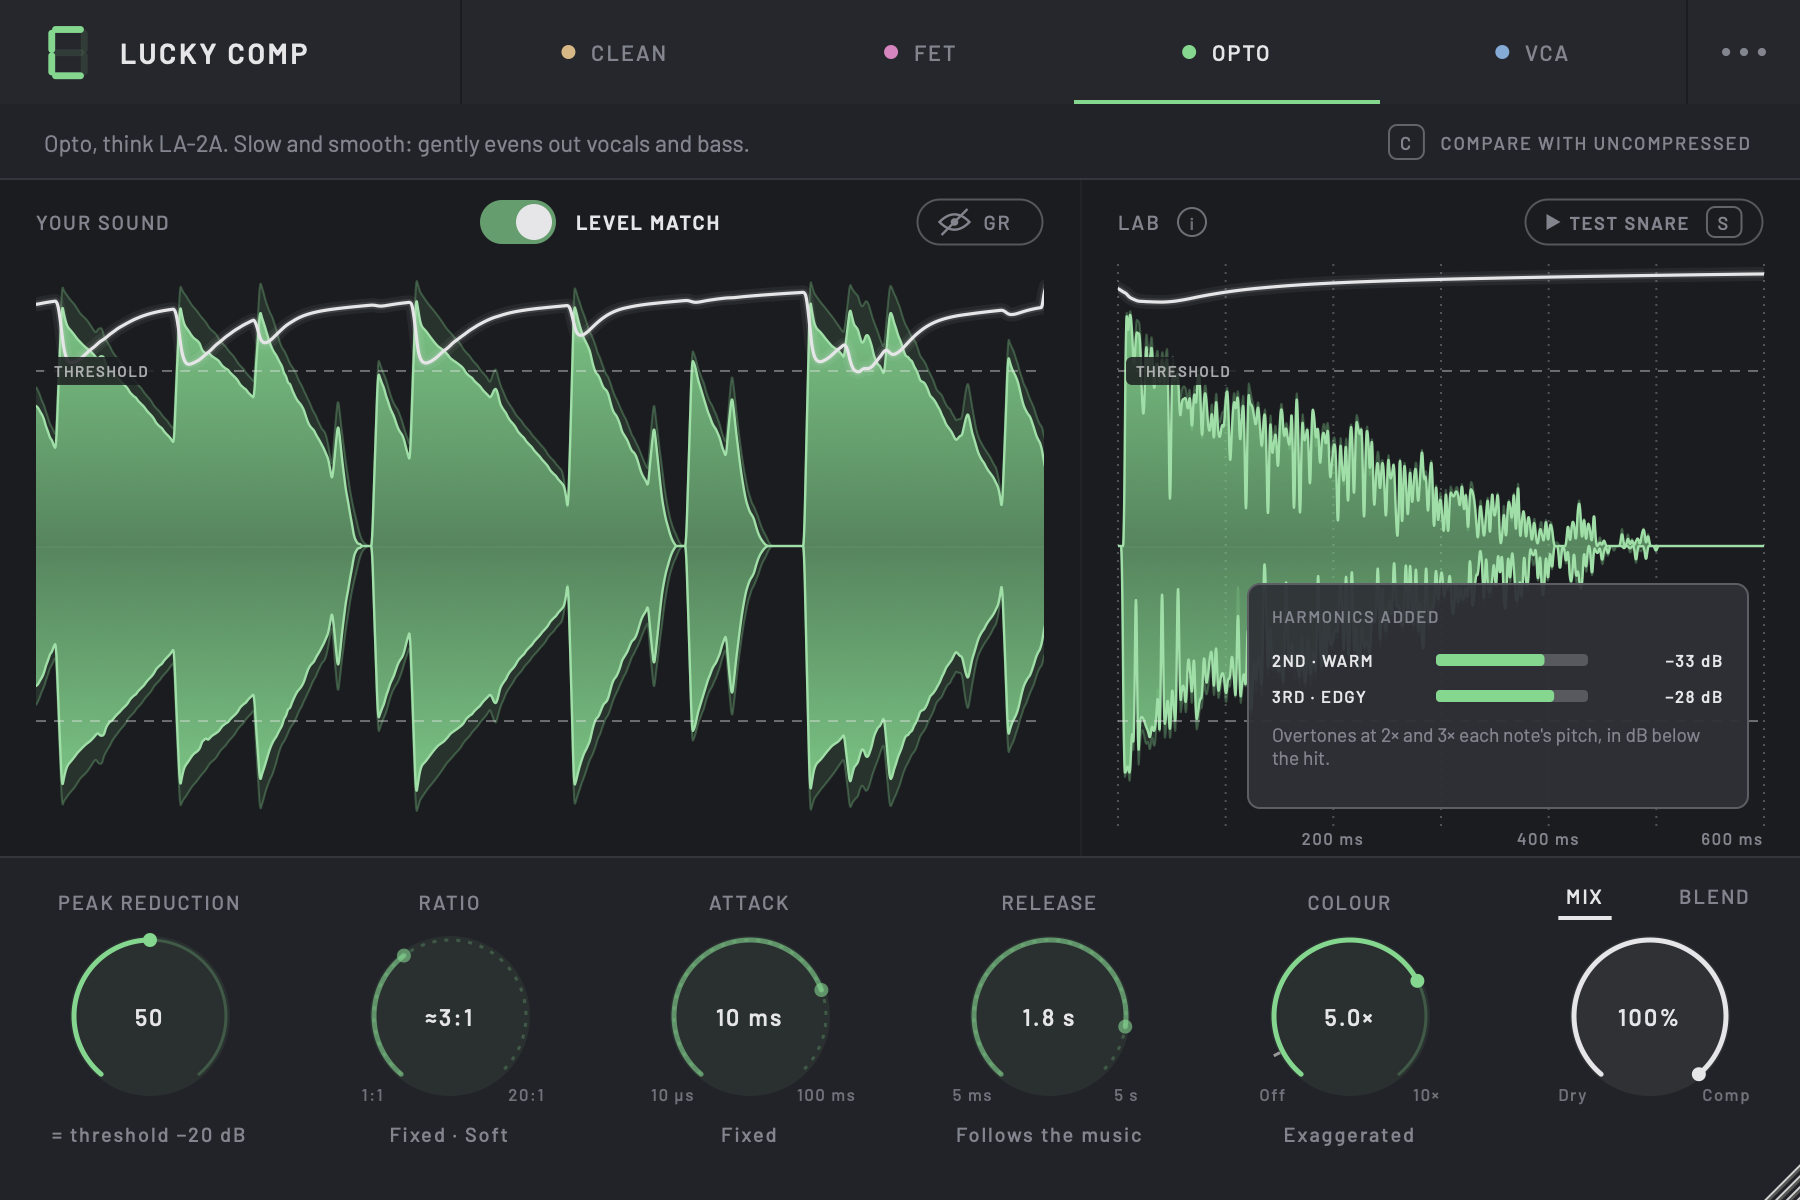 LUCKY COMP
CLEAN
FET
OPTO
VCA
Opto, think LA-2A. Slow and smooth: gently evens out vocals and bass.
C COMPARE WITH UNCOMPRESSED
YOUR SOUND
LEVEL MATCH
GR
LAB
i
TEST SNARE S
THRESHOLD
THRESHOLD
HARMONICS ADDED
2ND · WARM −33 dB
3RD · EDGY −28 dB
Overtones at 2× and 3× each note's pitch, in dB below
the hit.
200 ms
400 ms
600 ms
PEAK REDUCTION
RATIO
ATTACK
RELEASE
COLOUR
MIX
BLEND
50
≈3:1
10 ms
1.8 s
5.0×
100%
1:1
20:1
10 µs
100 ms
5 ms
5 s
Off
10×
Dry
Comp
= threshold −20 dB
Fixed · Soft
Fixed
Follows the music
Exaggerated